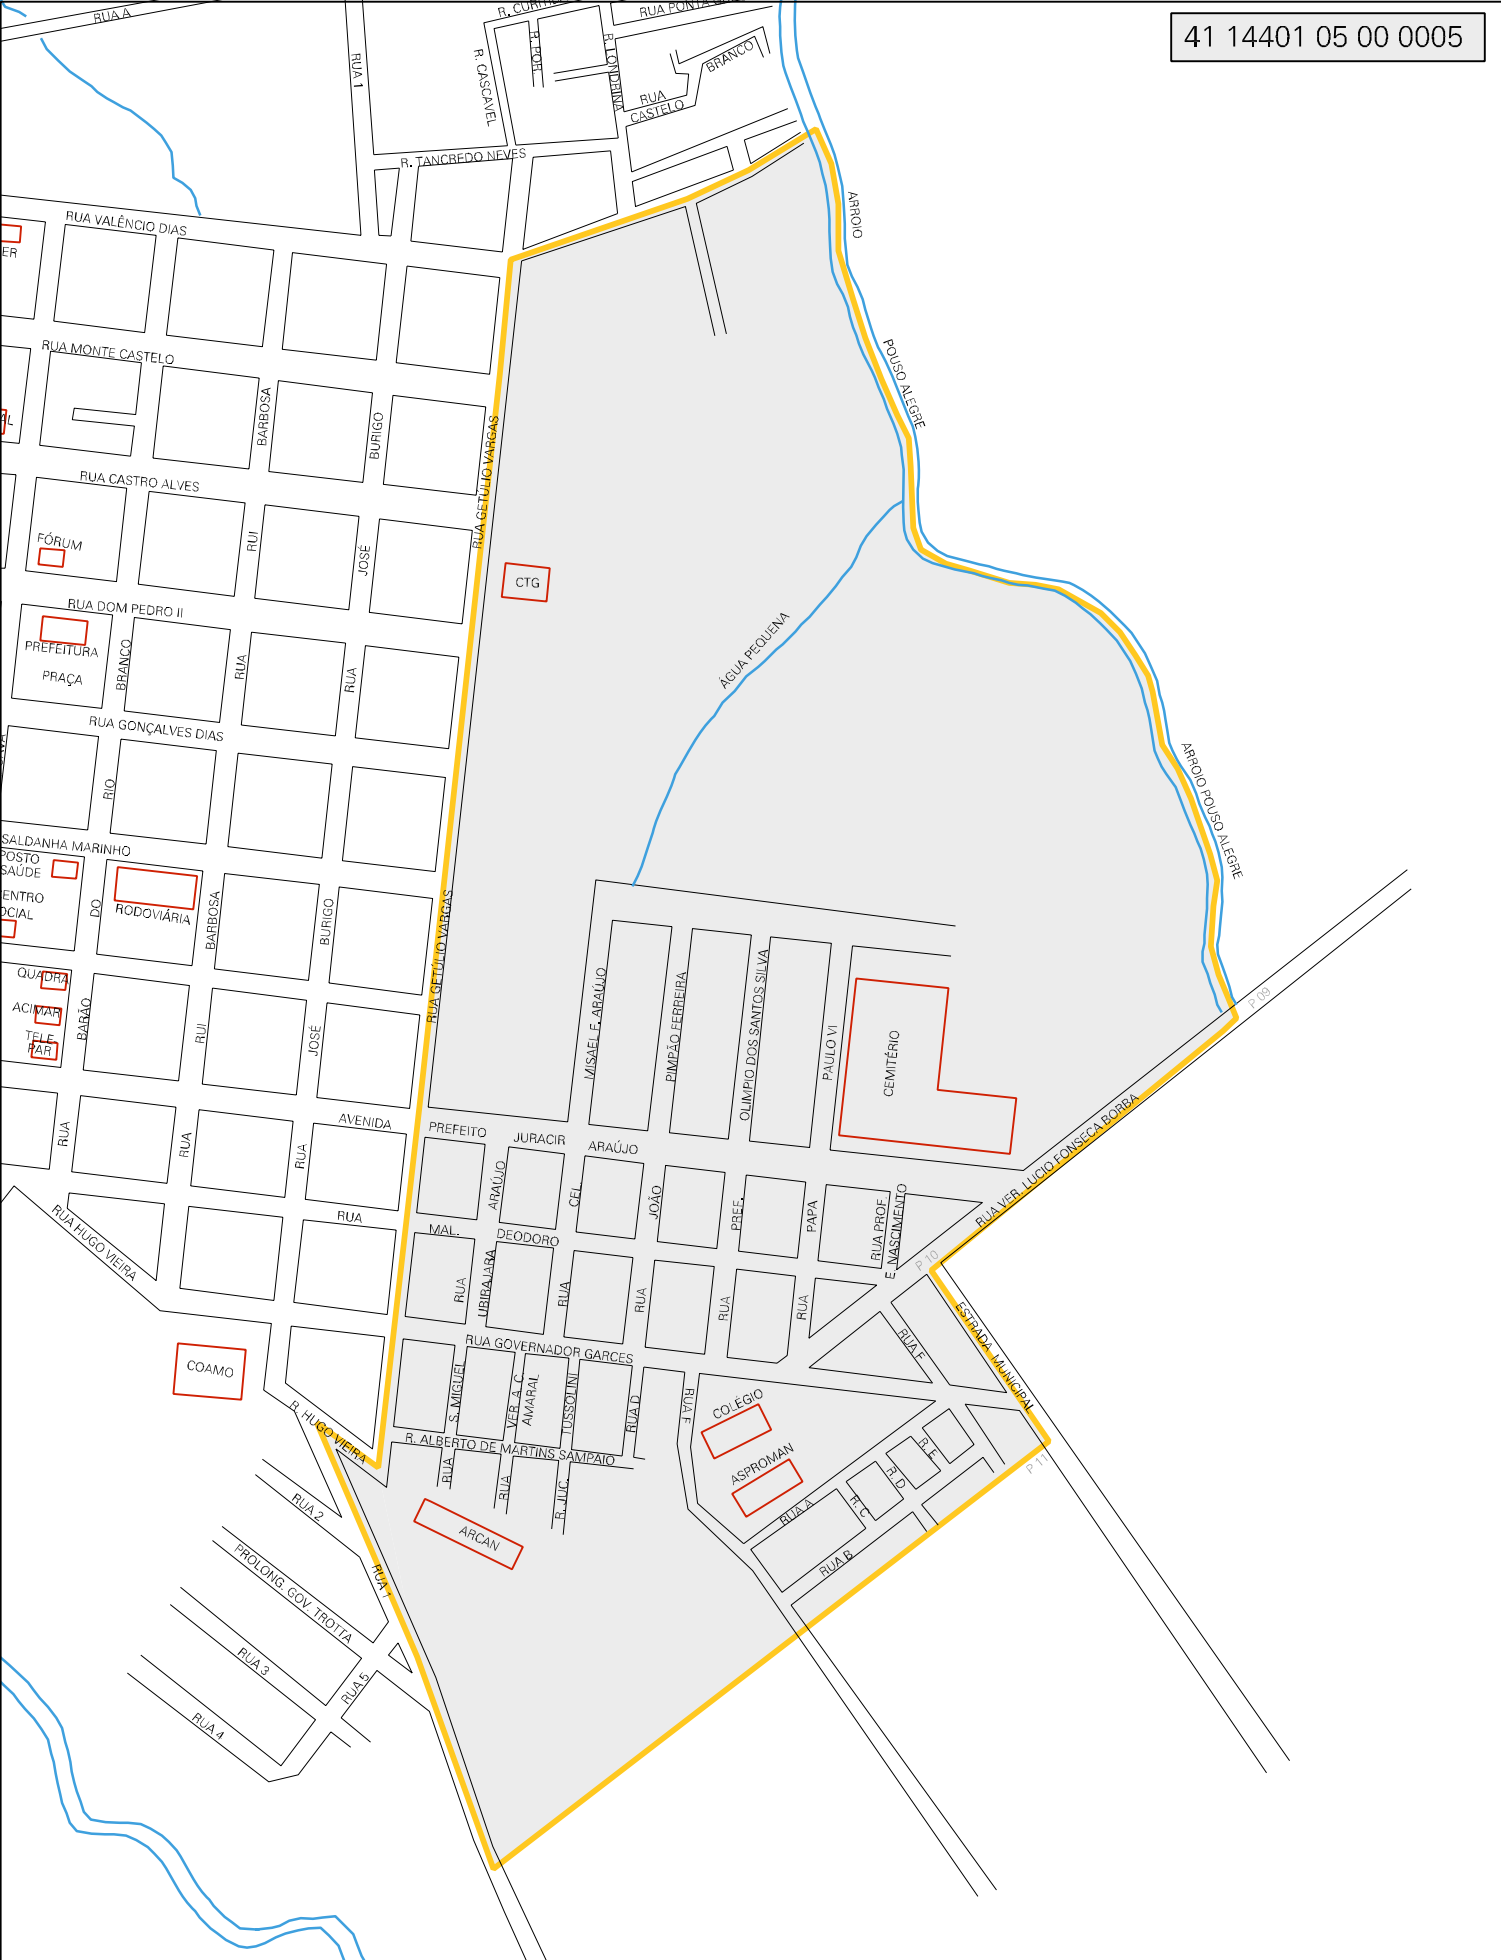 41 14401 05 00 0005
RUA A
RUA 1
R. CASCAVEL
R. POR.
R. LONDRINA
BRANCO
RUA
CASTELO
R. TANCREDO NEVES
ARROIO
POUSO ALEGRE
RUA VALÊNCIO DIAS
ER
RUA MONTE CASTELO
BARBOSA
BURIGO
AL
RUA GETÚLIO VARGAS
RUA CASTRO ALVES
FÓRUM
RUI
JOSÉ
CTG
RUA DOM PEDRO II
PREFEITURA
PRAÇA
BRANCO
RUA
RUA
ÁGUA PEQUENA
RUA GONÇALVES DIAS
RIO
ARROIO POUSO ALEGRE
SALDANHA MARINHO
POSTO
SAÚDE
ENTRO
OCIAL
DO
RODOVIÁRIA
BARBOSA
BURIGO
RUA GETÚLIO VARGAS
QUADRA
ACIMAR
TELE
PAR
BARÃO
RUI
JOSÉ
MISAEL F. ARAÚJO
PIMPÃO FERREIRA
OLIMPIO DOS SANTOS SILVA
PAULO VI
CEMITÉRIO
P 09
RUA
RUA
RUA
AVENIDA
PREFEITO
JURACIR
ARAÚJO
RUA VER. LUCIO FONSECA BORBA
ARAÚJO
CEL.
JOÃO
PREF.
PAPA
RUA PROF.
E. NASCIMENTO
RUA HUGO VIEIRA
RUA
MAL.
DEODORO
P 10
RUA
UBIRAJARA
RUA
RUA
RUA
RUA
ESTRADA MUNICIPAL
RUA GOVERNADOR GARCES
RUA F
COAMO
S. MIGUEL
VER. A. C.
AMARAL
TUSSOLINI
RUA D
RUA F
COLÉGIO
R. HUGO VIEIRA
R. ALBERTO DE MARTINS SAMPAIO
RUA
RUA
R. JUC.
ASPROMAN
R. E
R. D
R. C
P 11
RUA A
RUA B
ARCAN
RUA 2
RUA 1
PROLONG. GOV. TROTTA
RUA 3
RUA 5
RUA 4